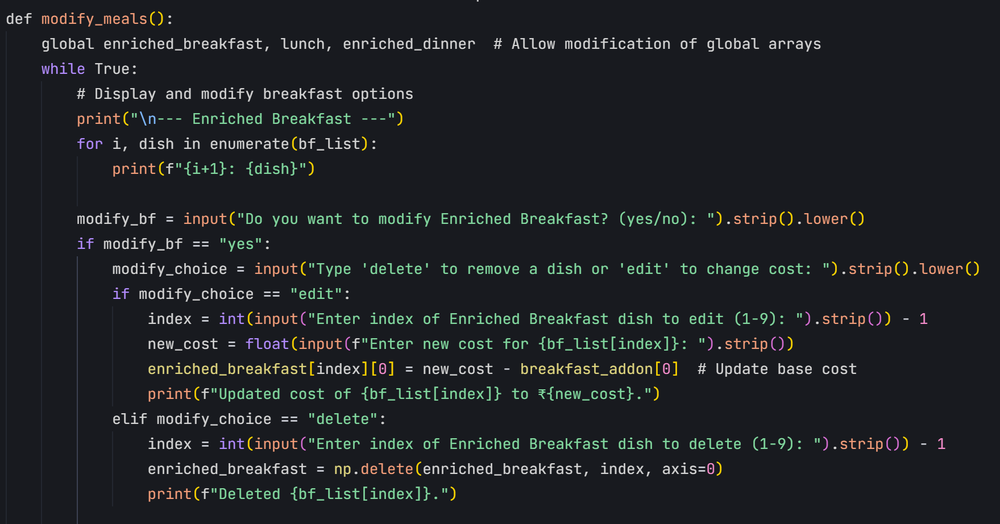 def modify_meals():
    global enriched_breakfast, lunch, enriched_dinner  # Allow modification of global arrays
    while True:
        # Display and modify breakfast options
        print("\n--- Enriched Breakfast ---")
        for i, dish in enumerate(bf_list):
            print(f"{i+1}: {dish}")
        modify_bf = input("Do you want to modify Enriched Breakfast? (yes/no): ").strip().lower()
        if modify_bf == "yes":
            modify_choice = input("Type 'delete' to remove a dish or 'edit' to change cost: ").strip().lower()
            if modify_choice == "edit":
                index = int(input("Enter index of Enriched Breakfast dish to edit (1-9): ").strip()) - 1
                new_cost = float(input(f"Enter new cost for {bf_list[index]}: ").strip())
                enriched_breakfast[index][0] = new_cost - breakfast_addon[0]  # Update base cost
                print(f"Updated cost of {bf_list[index]} to ₹{new_cost}.")
            elif modify_choice == "delete":
                index = int(input("Enter index of Enriched Breakfast dish to delete (1-9): ").strip()) - 1
                enriched_breakfast = np.delete(enriched_breakfast, index, axis=0)
                print(f"Deleted {bf_list[index]}.")